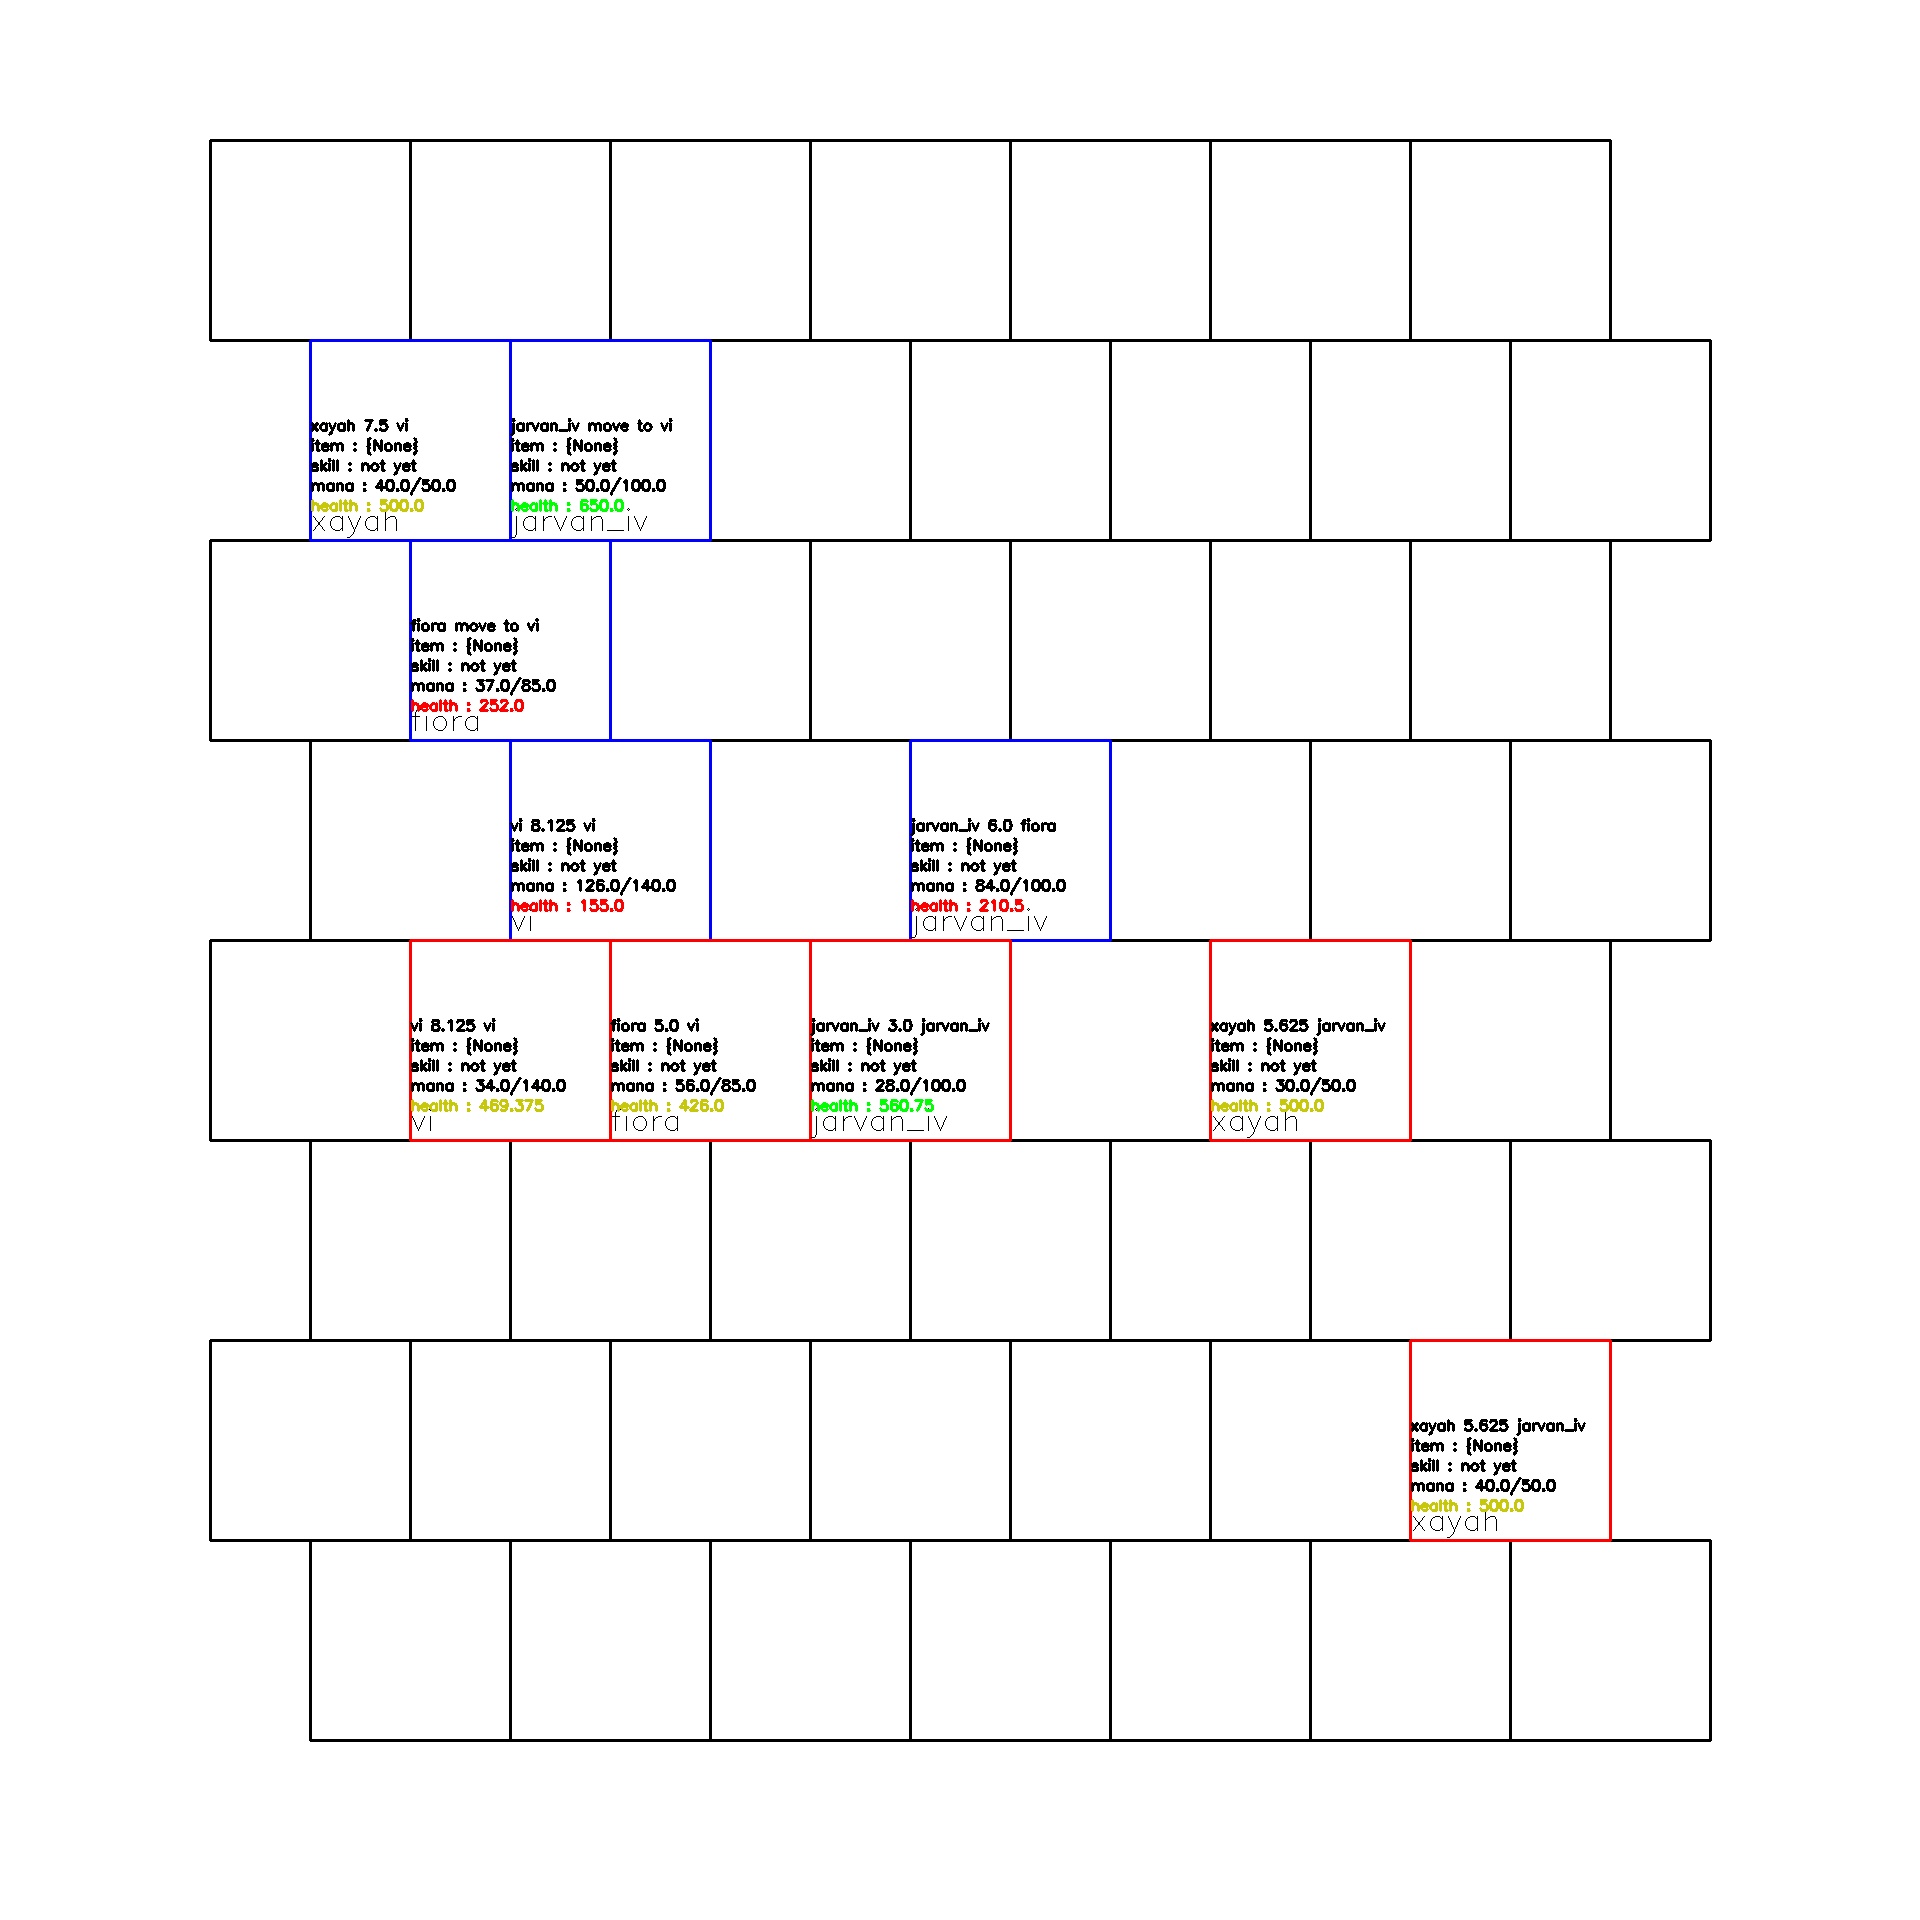 xayah 7.5 vi
item : {None}
skill : not yet
mana : 40.0/50.0
health : 500.0
xayah
jarvan_iv move to vi
item : {None}
skill : not yet
mana : 50.0/100.0
health : 650.0
jarvan_iv
fiora move to vi
item : {None}
skill : not yet
mana : 37.0/85.0
health : 252.0
fiora
vi 8.125 vi
item : {None}
skill : not yet
mana : 126.0/140.0
health : 155.0
vi
jarvan_iv 6.0 fiora
item : {None}
skill : not yet
mana : 84.0/100.0
health : 210.5
jarvan_iv
vi 8.125 vi
item : {None}
skill : not yet
mana : 34.0/140.0
health : 469.375
vi
fiora 5.0 vi
item : {None}
skill : not yet
mana : 56.0/85.0
health : 426.0
fiora
jarvan_iv 3.0 jarvan_iv
item : {None}
skill : not yet
mana : 28.0/100.0
health : 560.75
jarvan_iv
xayah 5.625 jarvan_iv
item : {None}
skill : not yet
mana : 30.0/50.0
health : 500.0
xayah
xayah 5.625 jarvan_iv
item : {None}
skill : not yet
mana : 40.0/50.0
health : 500.0
xayah